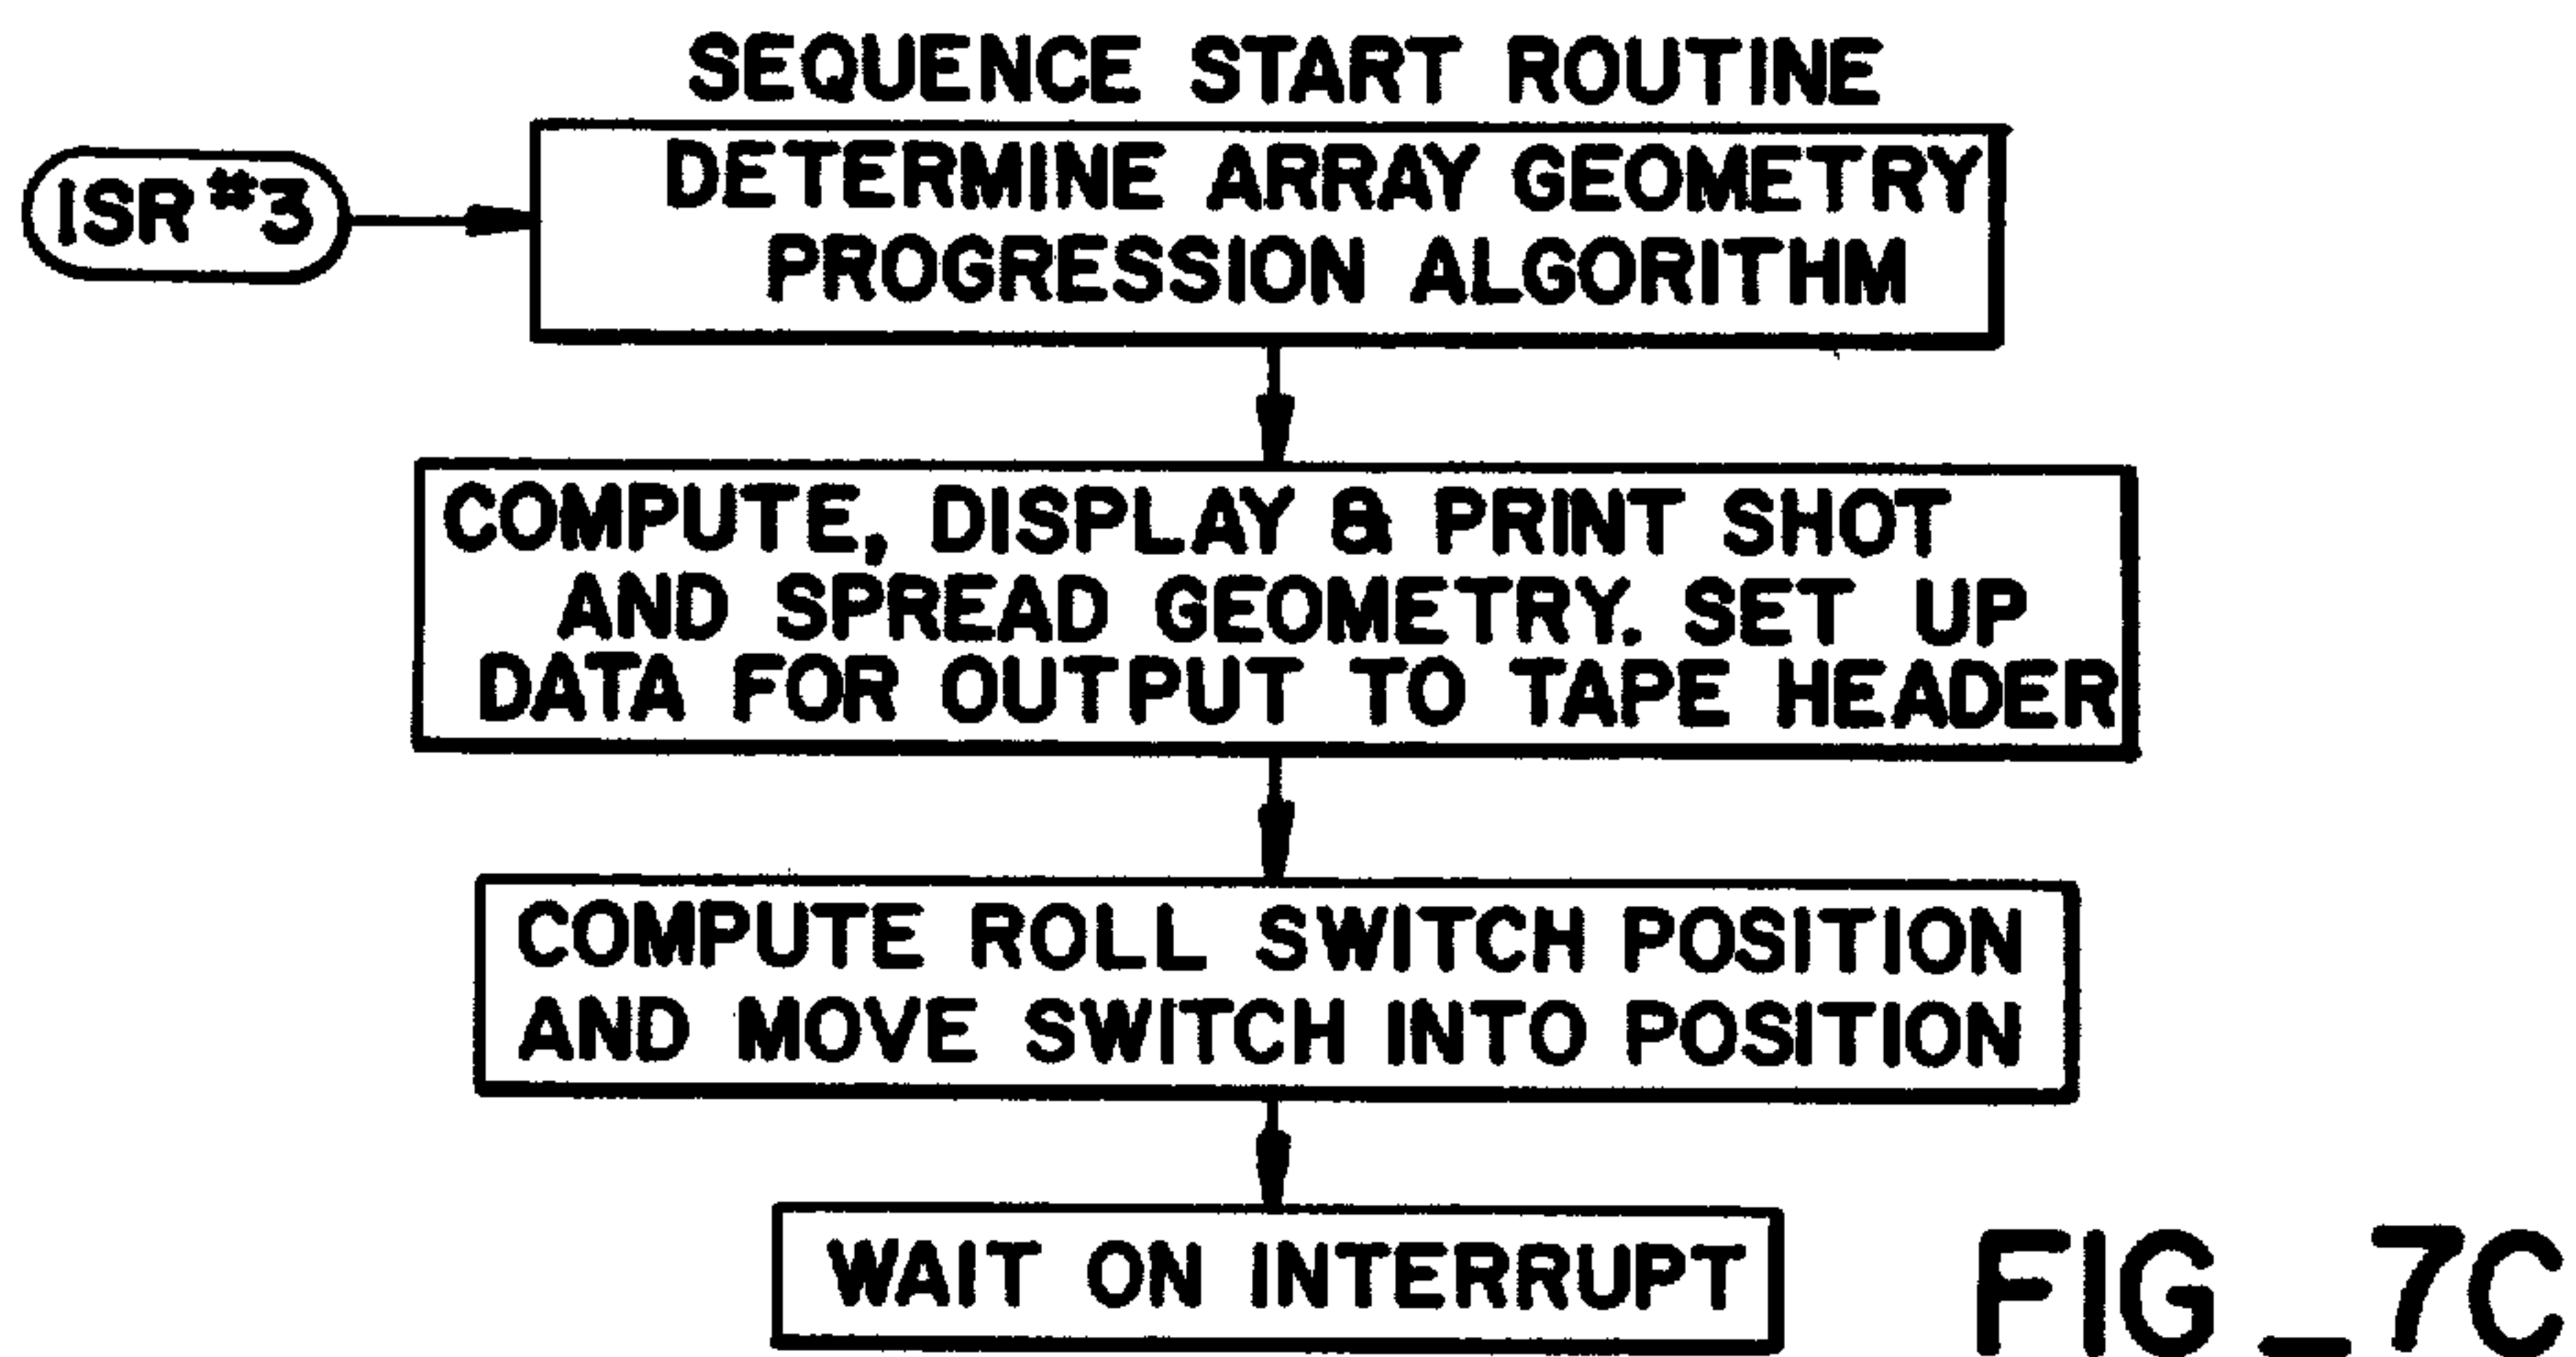 SEQUENCE START ROUTINE
ISR #3
DETERMINE ARRAY GEOMETRY
PROGRESSION ALGORITHM
COMPUTE, DISPLAY & PRINT SHOT
AND SPREAD GEOMETRY. SET UP
DATA FOR OUTPUT TO TAPE HEADER
COMPUTE ROLL SWITCH POSITION
AND MOVE SWITCH INTO POSITION
WAIT ON INTERRUPT
FIG_7C